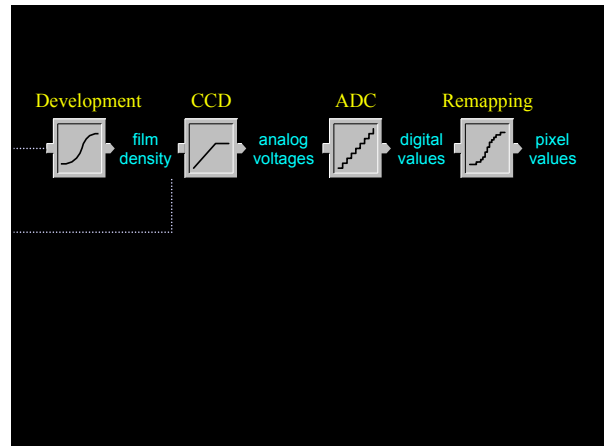 Development CCD ADC Remapping
film analog digital pixel
density voltages values values